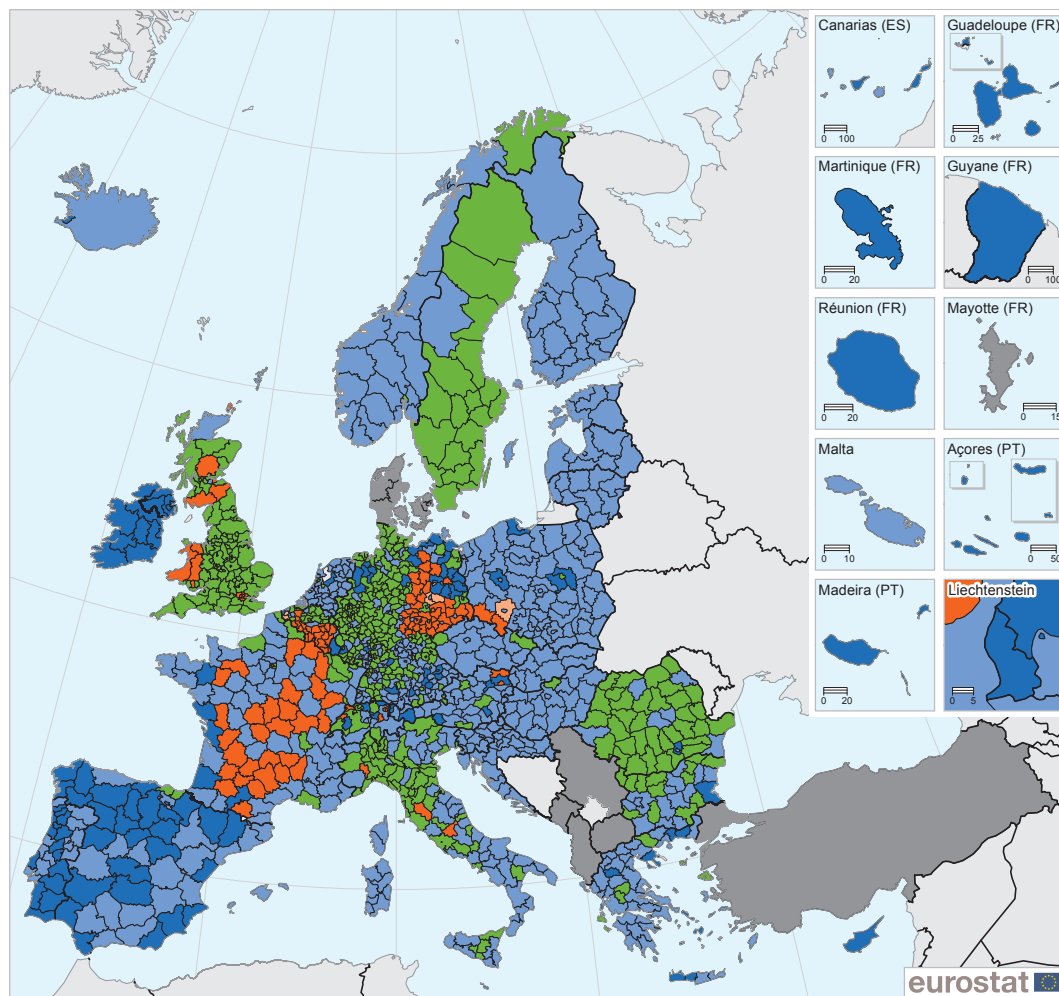 Canarias (ES)
0 100
Guadeloupe (FR)
0 25
Martinique (FR)
0 20
Guyane (FR)
0 100
Réunion (FR)
0 20
Mayotte (FR)
0 15
Malta
0 10
Açores (PT)
0 50
Madeira (PT)
0 20
Liechtenstein
0 5
eurostat